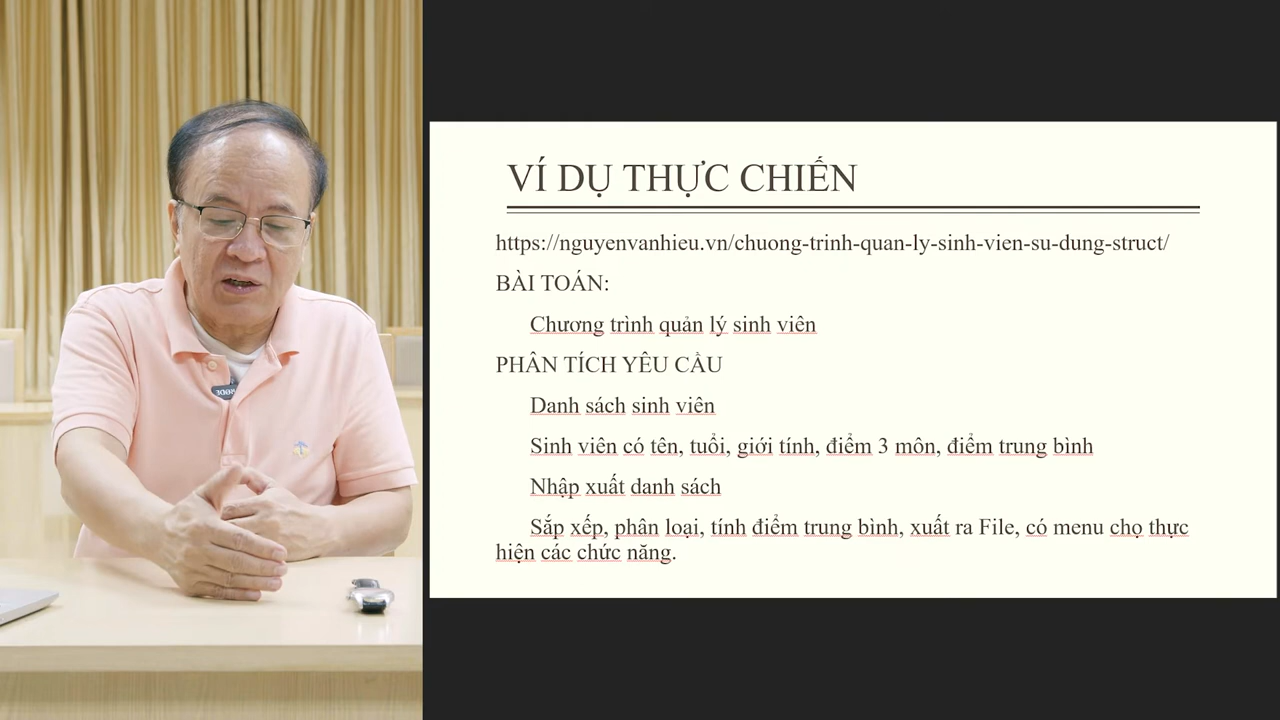 VÍ DỤ THỰC CHIẾN
https://nguyenvanhieu.vn/chuong-trinh-quan-ly-sinh-vien-su-dung-struct/
BÀI TOÁN:
Chương trình quản lý sinh viên
PHÂN TÍCH YÊU CẦU
Danh sách sinh viên
Sinh viên có tên, tuổi, giới tính, điểm 3 môn, điểm trung bình
Nhập xuất danh sách
Sắp xếp, phân loại, tính điểm trung bình, xuất ra File, có menu chọ thực
hiện các chức năng.